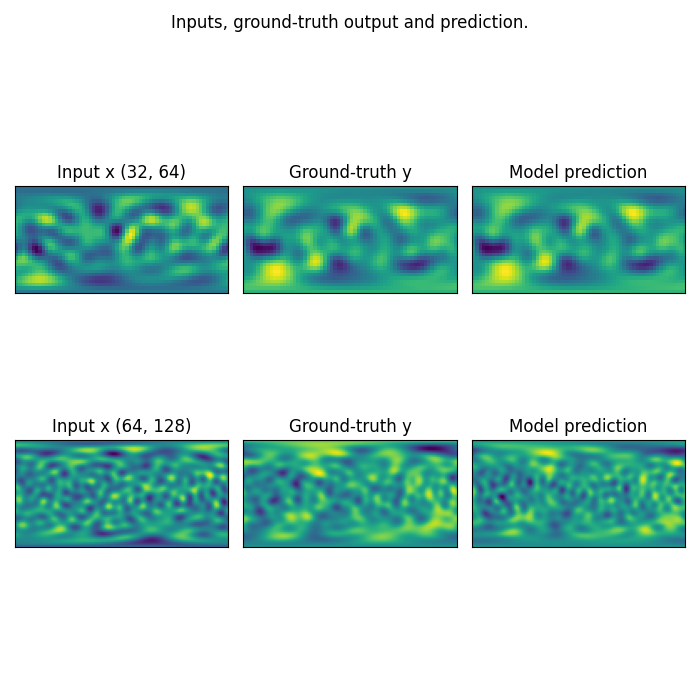 Inputs, ground-truth output and prediction.
Input x (32, 64)
Ground-truth y
Model prediction
Input x (64, 128)
Ground-truth y
Model prediction